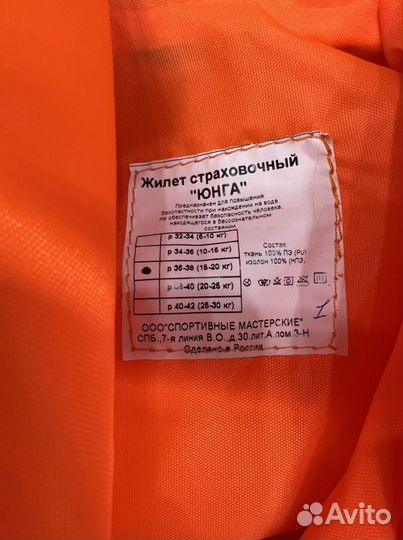 Жилет страховочный
"ЮНГА"
Предназначен для повышения
безопасности при нахождении на воде
не обеспечивает безопасность человека,
находящегося в бессознательном
состоянии
р 32-34 (5-10 кг)
р 34-36 (10-15 кг)
р 36-38 (15-20 кг)
р 38-40 (20-25 кг)
р 40-42 (25-30 кг)
Состав:
ткань 100% ПЭ (PU)
изолон 100% (НПЭ)
1
ООО"СПОРТИВНЫЕ МАСТЕРСКИЕ"
СПБ.,7-я линия В.О.,д.30.лит.А пом.3-Н
Сделано в России
Avito